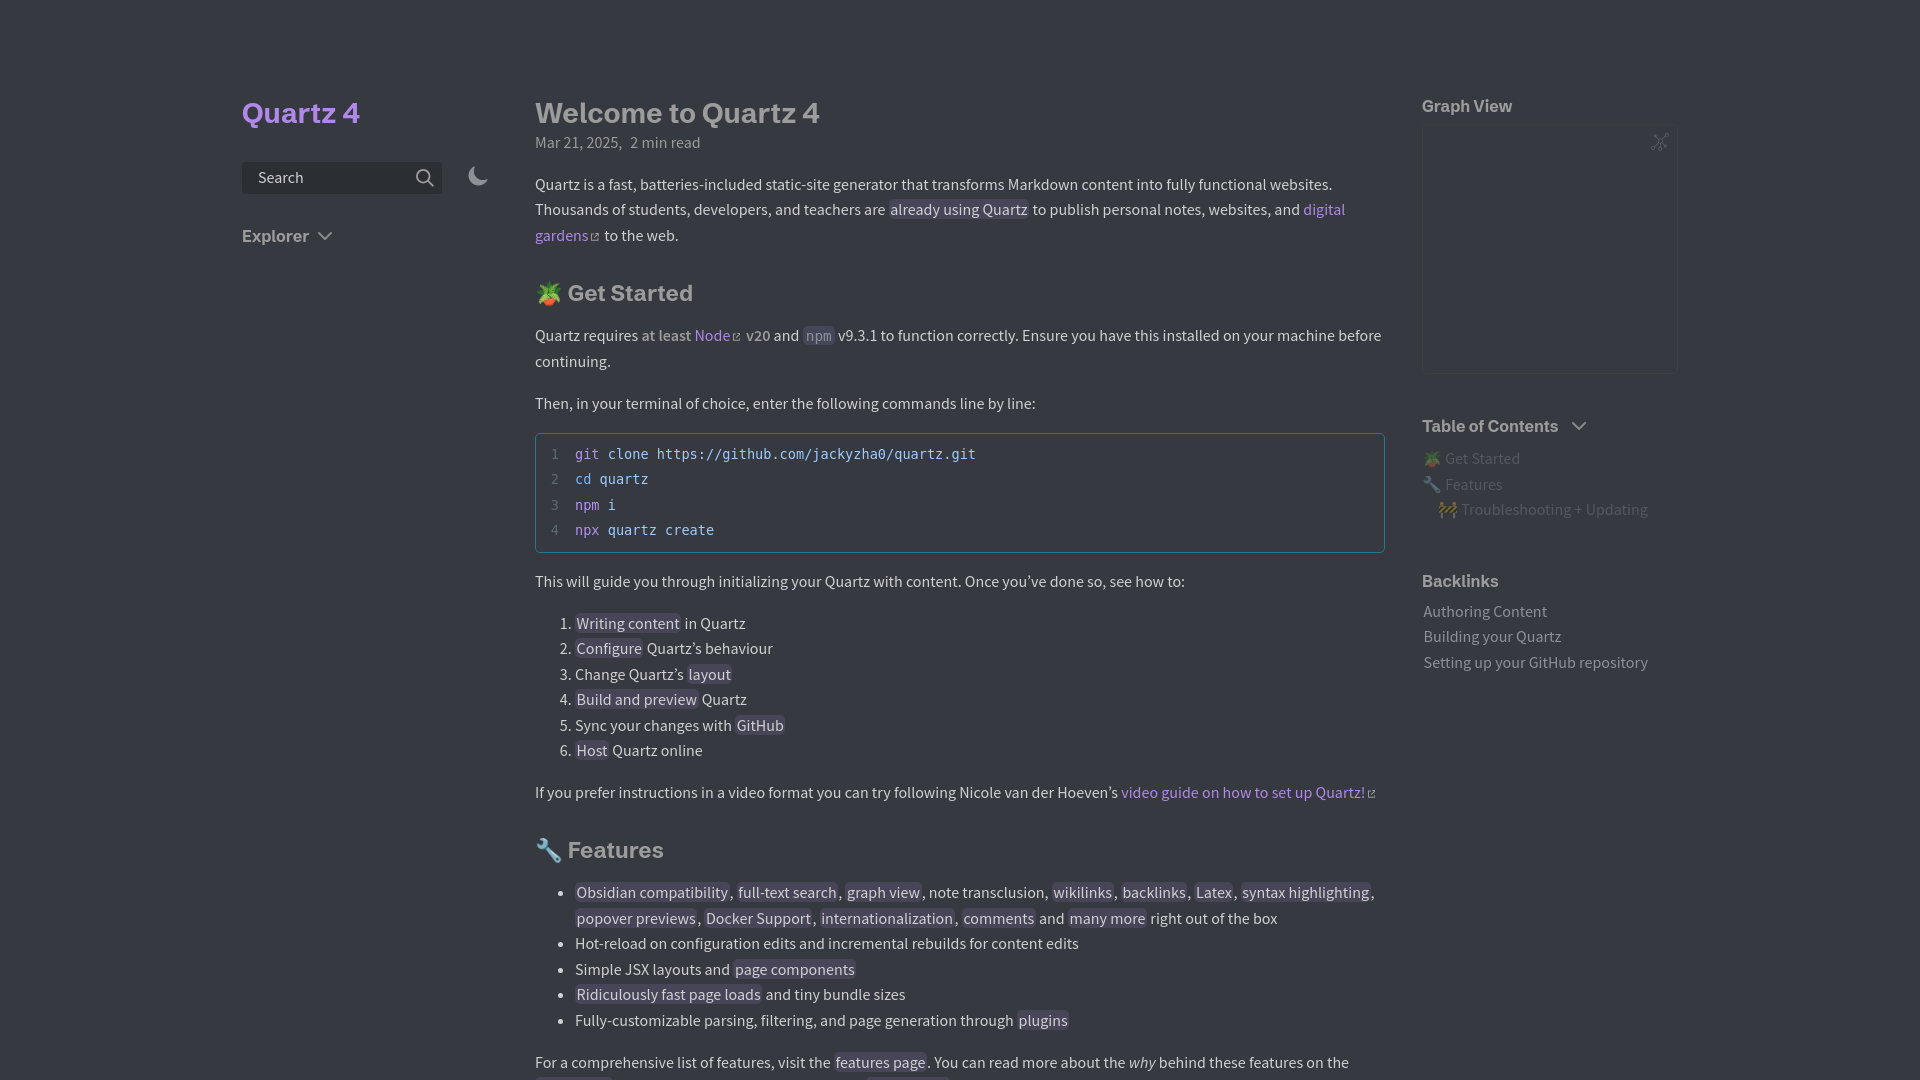 Quartz 4
Search
Explorer
Welcome to Quartz 4
Mar 21, 2025, 2 min read
Quartz is a fast, batteries-included static-site generator that transforms Markdown content into fully functional websites.
Thousands of students, developers, and teachers are already using Quartz to publish personal notes, websites, and digital
gardens to the web.
🪴 Get Started
Quartz requires at least Node v20 and npm v9.3.1 to function correctly. Ensure you have this installed on your machine before
continuing.
Then, in your terminal of choice, enter the following commands line by line:
1 git clone https://github.com/jackyzha0/quartz.git
2 cd quartz
3 npm i
4 npx quartz create
This will guide you through initializing your Quartz with content. Once you’ve done so, see how to:
1. Writing content in Quartz
2. Configure Quartz’s behaviour
3. Change Quartz’s layout
4. Build and preview Quartz
5. Sync your changes with GitHub
6. Host Quartz online
If you prefer instructions in a video format you can try following Nicole van der Hoeven’s video guide on how to set up Quartz!
🔧 Features
• Obsidian compatibility, full-text search, graph view, note transclusion, wikilinks, backlinks, Latex, syntax highlighting,
popover previews, Docker Support, internationalization, comments and many more right out of the box
• Hot-reload on configuration edits and incremental rebuilds for content edits
• Simple JSX layouts and page components
• Ridiculously fast page loads and tiny bundle sizes
• Fully-customizable parsing, filtering, and page generation through plugins
For a comprehensive list of features, visit the features page. You can read more about the why behind these features on the
Graph View
Table of Contents
🪴 Get Started
🔧 Features
🚧 Troubleshooting + Updating
Backlinks
Authoring Content
Building your Quartz
Setting up your GitHub repository